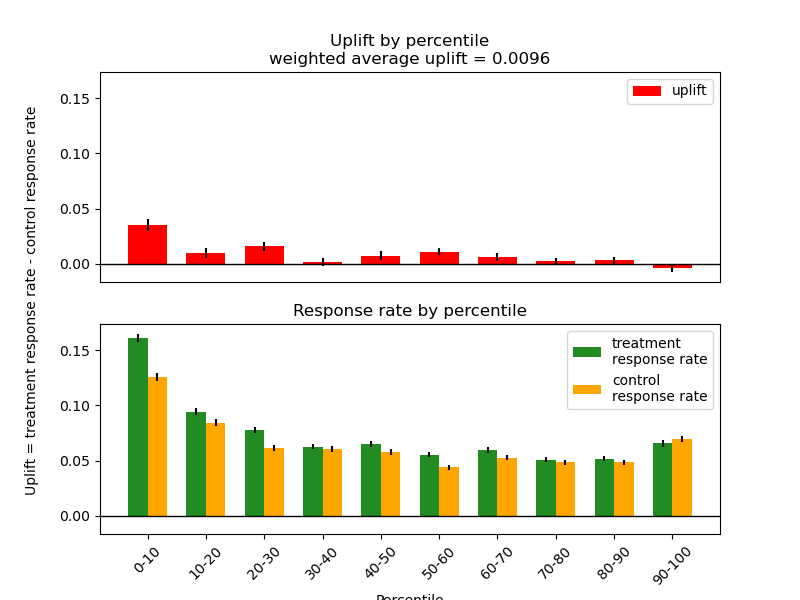 Uplift by percentile
weighted average uplift = 0.0096
uplift
0.15
0.10
0.05
0.00
Uplift = treatment response rate - control response rate
Response rate by percentile
treatment
response rate
control
response rate
0.15
0.10
0.05
0.00
0-10
10-20
20-30
30-40
40-50
50-60
60-70
70-80
80-90
90-100
Percentile